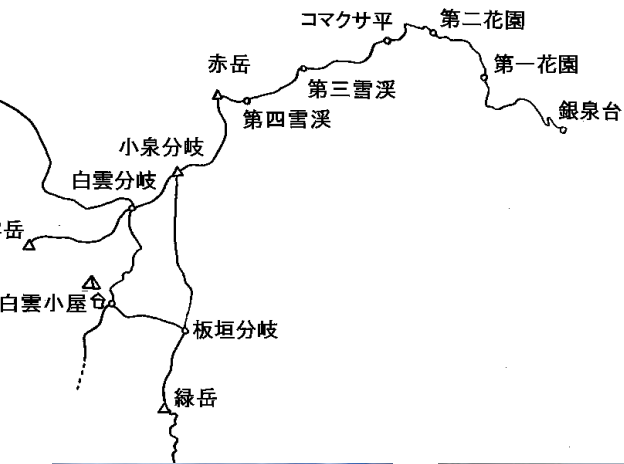 コマクサ平
第二花園
第一花園
銀泉台
赤岳
第三雪渓
第四雪渓
小泉分岐
白雲分岐
岳
白雲小屋
板垣分岐
緑岳